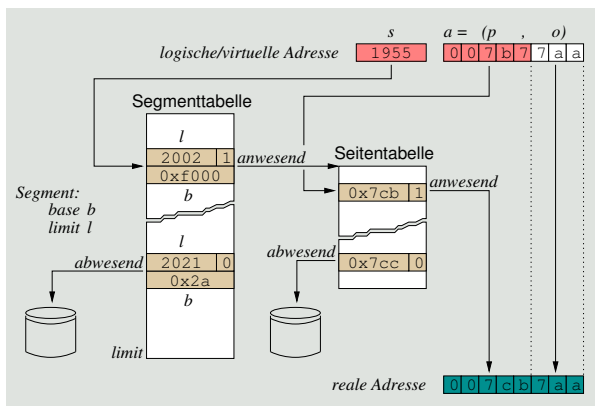 s a = (p , o)
logische/virtuelle Adresse 1955 0 0 7 b 7 7 a a
Segmenttabelle
l
2002 1 anwesend Seitentabelle
0xf000
0x7cb 1 anwesend
Segment:
b
base b
limit l
l
abwesend 2021 0 abwesend 0x7cc 0
0x2a
b
limit
reale Adresse 0 0 7 c b 7 a a